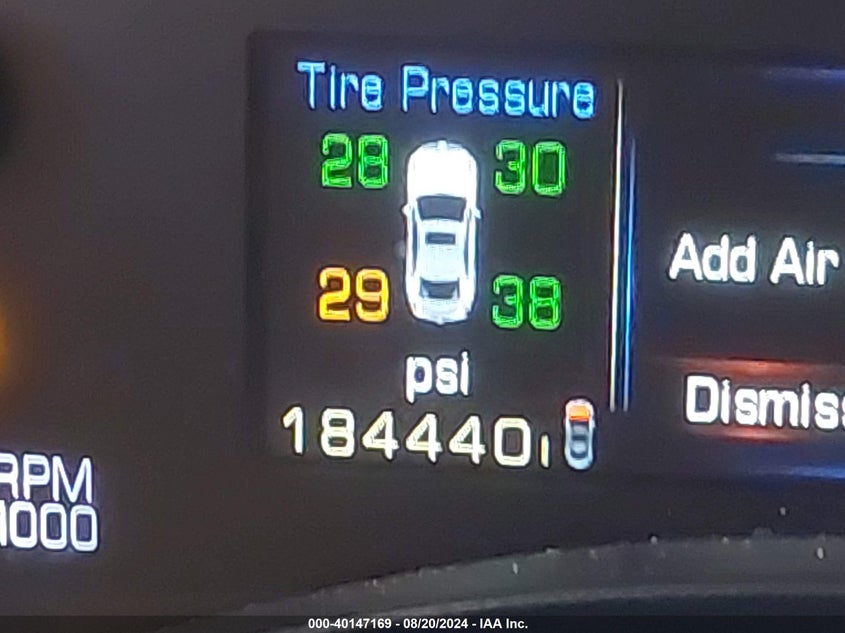 Tire Pressure
28 30
Add Air
29 38
psi
Dismiss
184440
RPM
1000
000-40147169 - 08/20/2024 - IAA Inc.